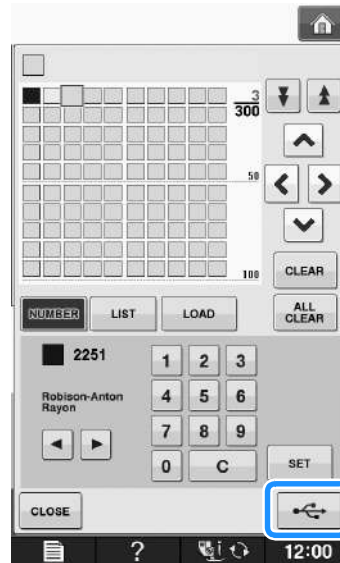 3
300
50
100
CLEAR
NUMBER
LIST
LOAD
ALL
CLEAR
2251
Robison-Anton
Rayon
1
2
3
4
5
6
7
8
9
0
C
SET
CLOSE
?
12:00